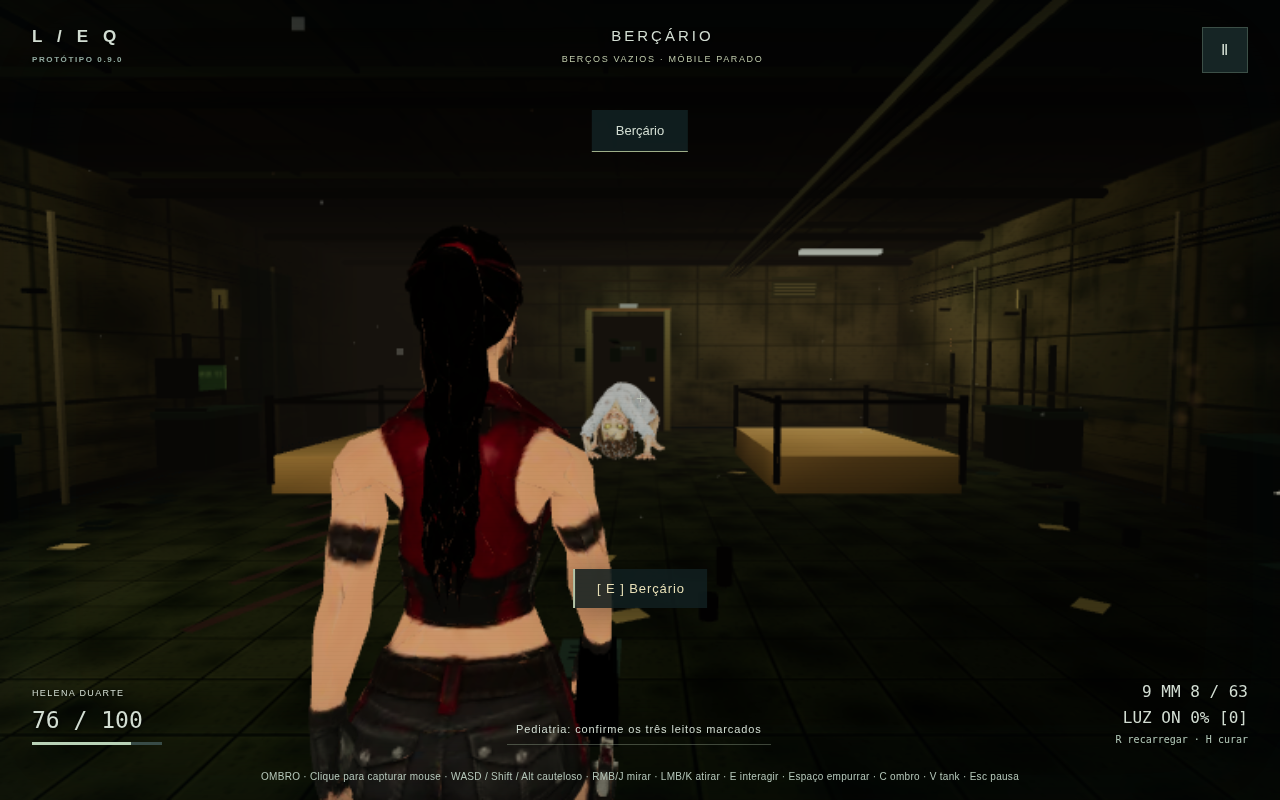 L / E Q
PROTÓTIPO 0.9.0
BERÇÁRIO
BERÇOS VAZIOS · MÓBILE PARADO
II
Berçário
[ E ] Berçário
HELENA DUARTE
76 / 100
Pediatria: confirme os três leitos marcados
9 MM 8 / 63
LUZ ON 0% [0]
R recarregar · H curar
OMBRO · Clique para capturar mouse · WASD / Shift / Alt cauteloso · RMB/J mirar · LMB/K atirar · E interagir · Espaço empurrar · C ombro · V tank · Esc pausa